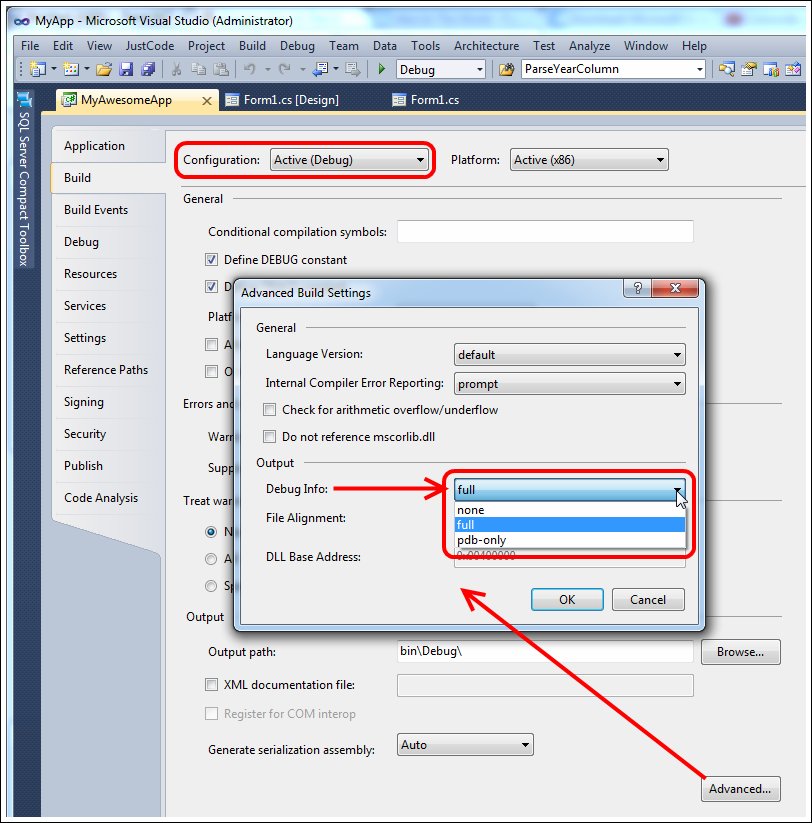 MyApp - Microsoft Visual Studio (Administrator)
File Edit View JustCode Project Build Debug Team Data Tools Architecture Test Analyze Window Help
Debug ParseYearColumn
MyAwesomeApp Form1.cs [Design] Form1.cs
SQL Server Compact Toolbox
Application
Build
Build Events
Debug
Resources
Services
Settings
Reference Paths
Signing
Security
Publish
Code Analysis
Configuration: Active (Debug) Platform: Active (x86)
General
Conditional compilation symbols:
Define DEBUG constant
Advanced Build Settings
General
Language Version: default
Internal Compiler Error Reporting: prompt
Check for arithmetic overflow/underflow
Do not reference mscorlib.dll
Output
Debug Info: full
none
full
pdb-only
File Alignment:
DLL Base Address: 0x00400000
OK Cancel
Errors and
Treat war
Output
Output path: bin\Debug\ Browse...
XML documentation file:
Register for COM interop
Generate serialization assembly: Auto
Advanced...